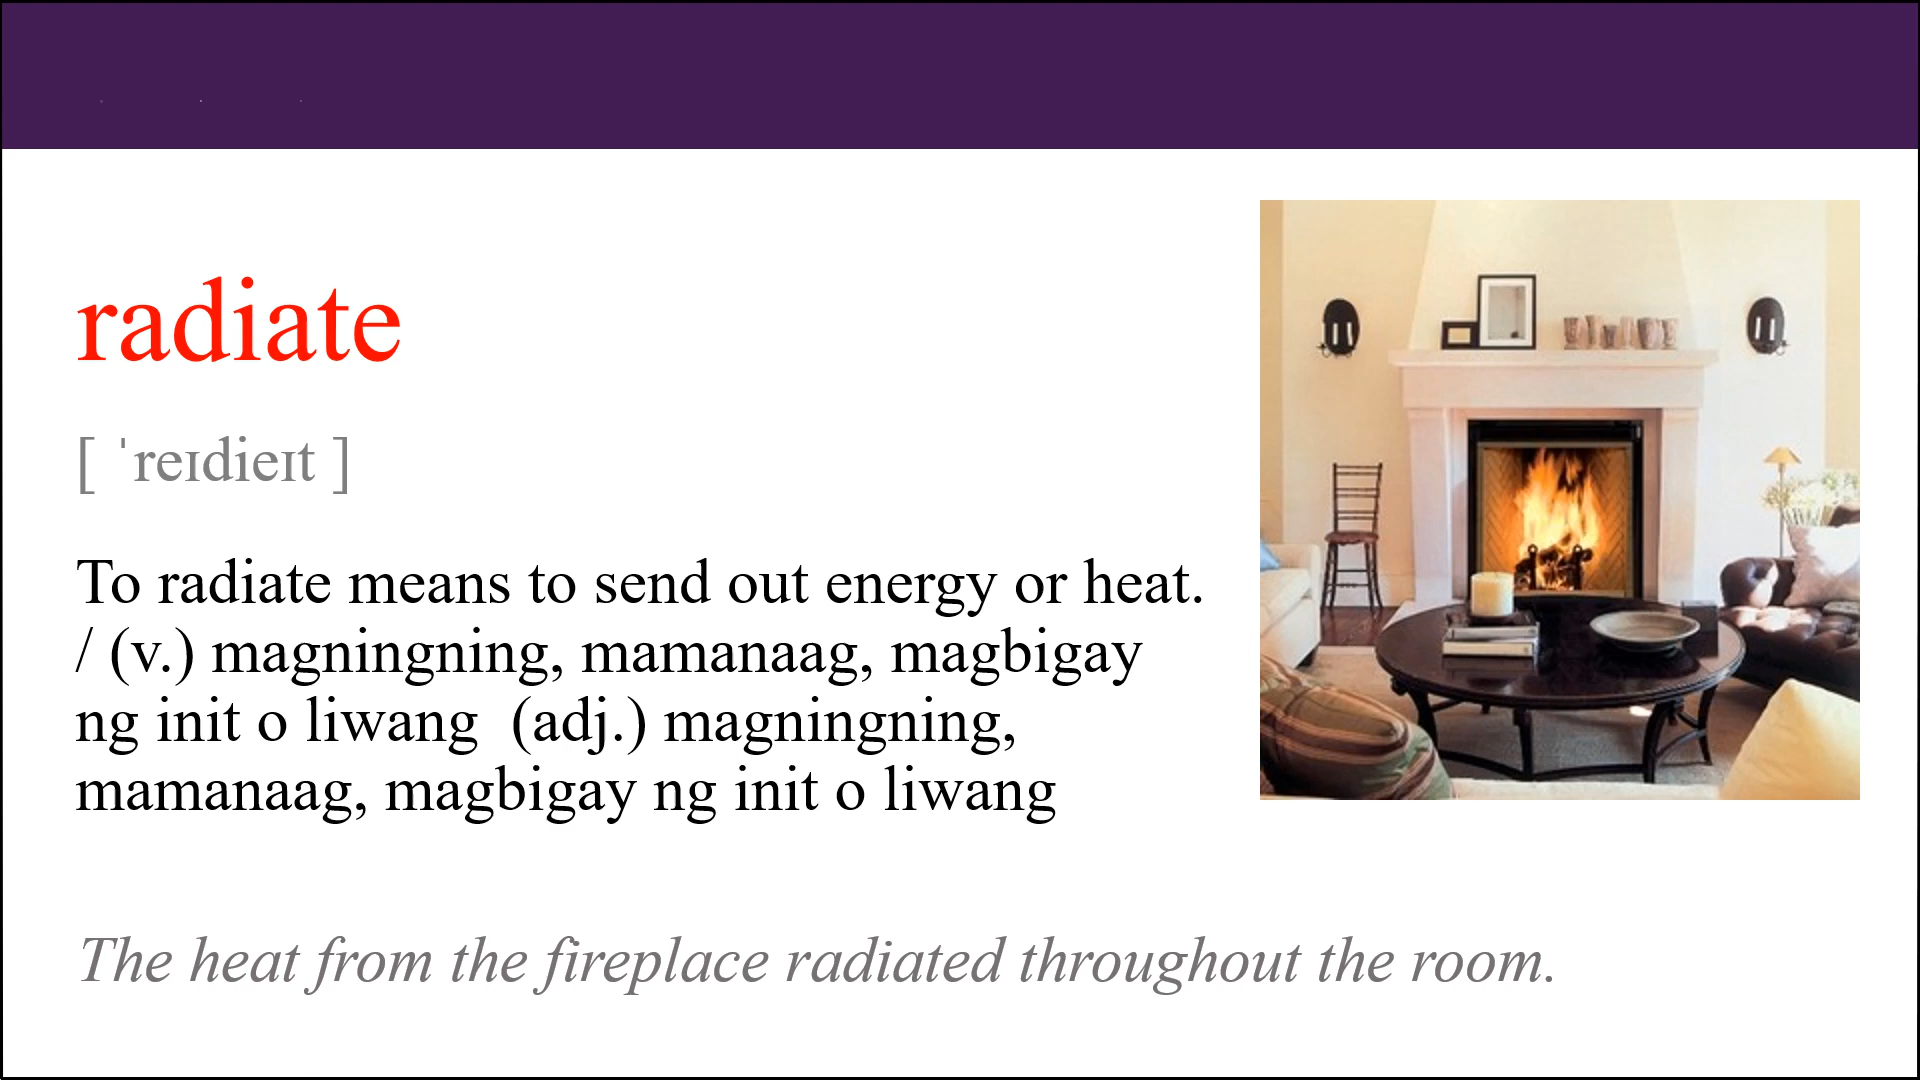 radiate
[ ˈreɪdieɪt ]
To radiate means to send out energy or heat.
/ (v.) magningning, mamanaag, magbigay
ng init o liwang  (adj.) magningning,
mamanaag, magbigay ng init o liwang
The heat from the fireplace radiated throughout the room.